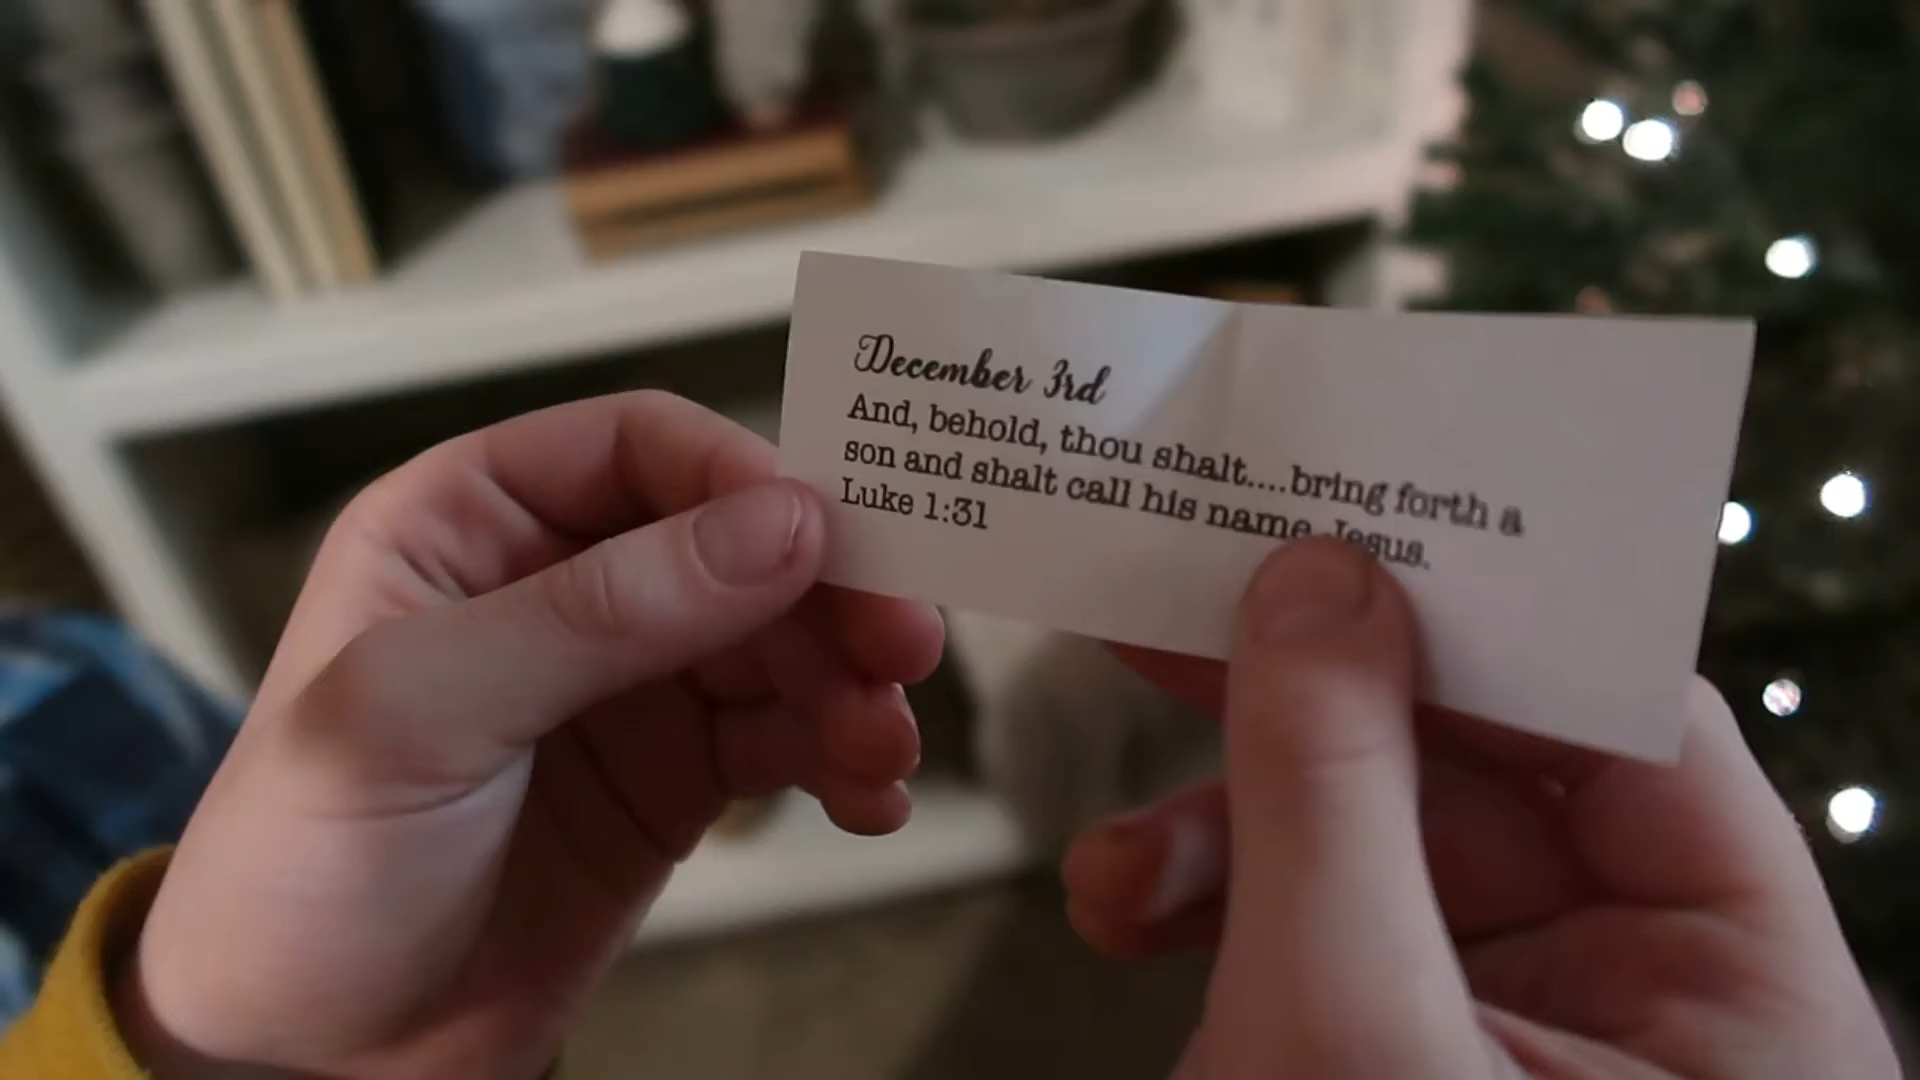 December 3rd
And, behold, thou shalt....bring forth a
son and shalt call his name Jesus.
Luke 1:31